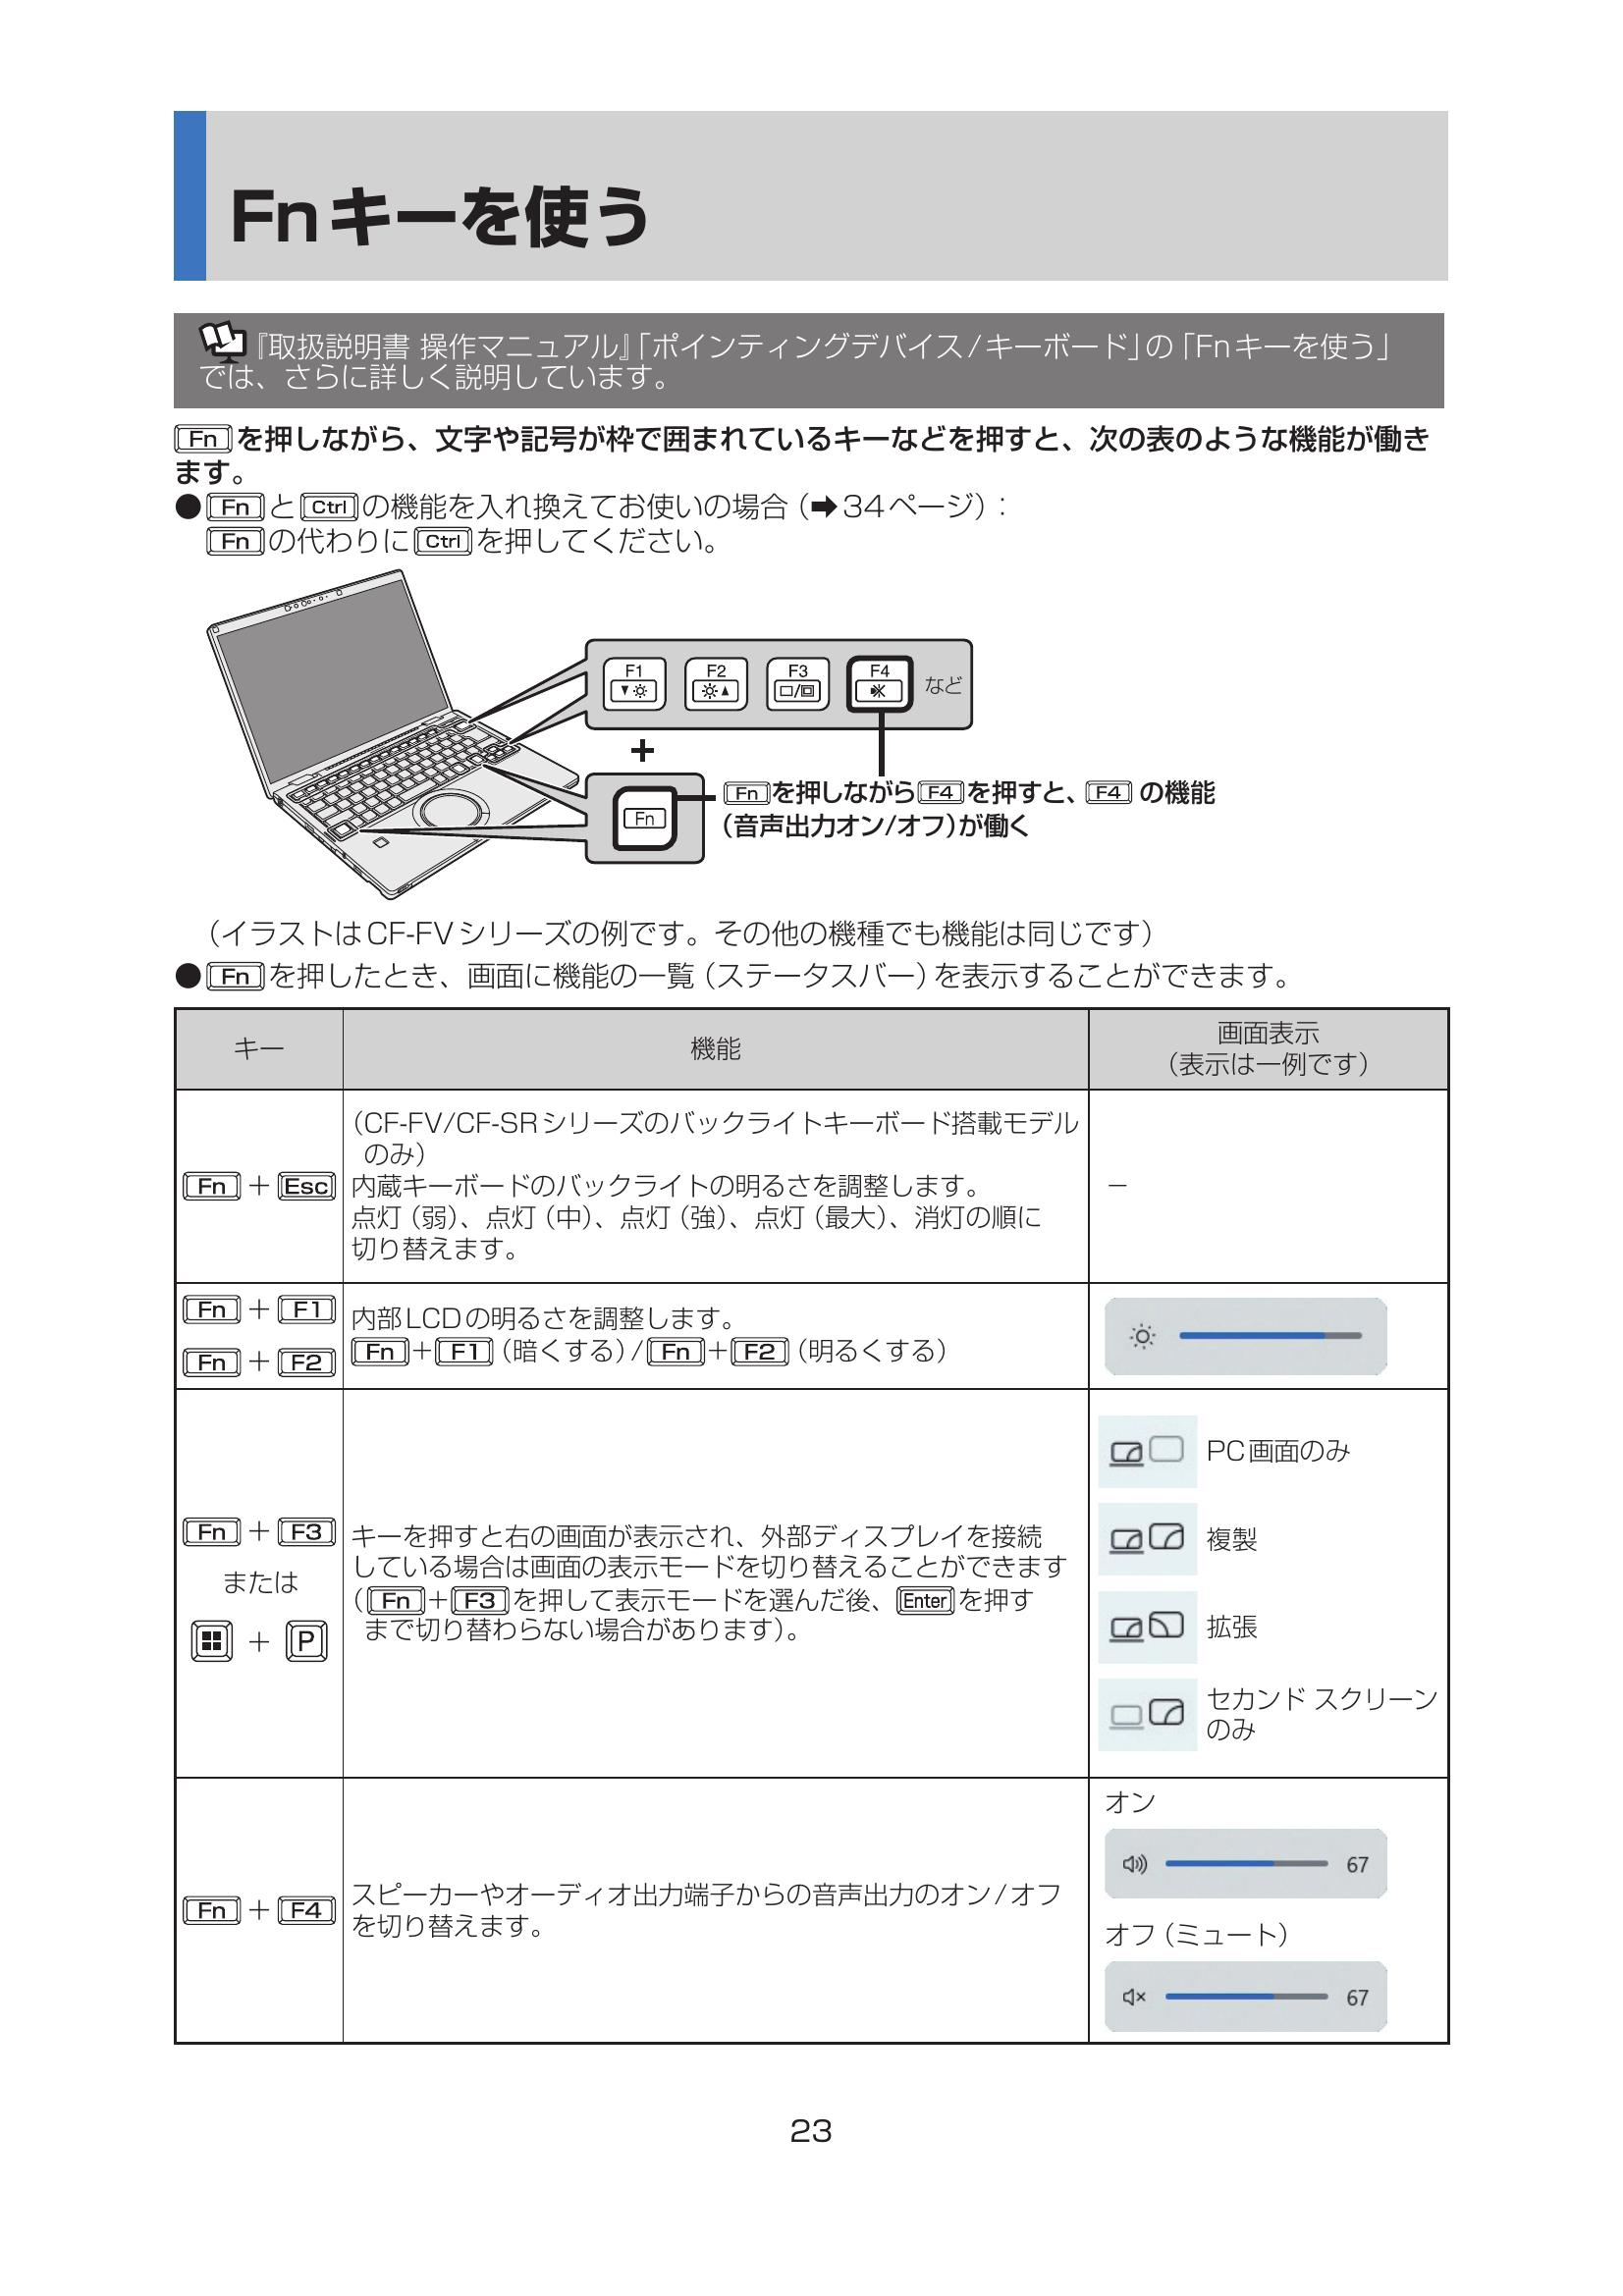 Fnキーを使う
『取扱説明書 操作マニュアル』「ポインティングデバイス/キーボード」の「Fnキーを使う」
では、さらに詳しく説明しています。
Fnを押しながら、文字や記号が枠で囲まれているキーなどを押すと、次の表のような機能が働き
ます。
●FnとCtrlの機能を入れ換えてお使いの場合（➡34ページ）：
Fnの代わりにCtrlを押してください。
F1 F2 F3 F4 など
+
Fn
Fnを押しながらF4を押すと、F4 の機能
（音声出力オン/オフ）が働く
（イラストはCF-FVシリーズの例です。その他の機種でも機能は同じです）
●Fnを押したとき、画面に機能の一覧（ステータスバー）を表示することができます。
キー 機能 画面表示
（表示は一例です）
Fn＋Esc
（CF-FV/CF-SRシリーズのバックライトキーボード搭載モデル
のみ）
内蔵キーボードのバックライトの明るさを調整します。
点灯（弱）、点灯（中）、点灯（強）、点灯（最大）、消灯の順に
切り替えます。
－
Fn＋F1
Fn＋F2
内部LCDの明るさを調整します。
Fn＋F1（暗くする）/Fn＋F2（明るくする）
Fn＋F3
または
＋P
キーを押すと右の画面が表示され、外部ディスプレイを接続
している場合は画面の表示モードを切り替えることができます
（Fn＋F3を押して表示モードを選んだ後、Enterを押す
まで切り替わらない場合があります）。
PC画面のみ
複製
拡張
セカンド スクリーン
のみ
Fn＋F4
スピーカーやオーディオ出力端子からの音声出力のオン/オフ
を切り替えます。
オン
67
オフ（ミュート）
67
23